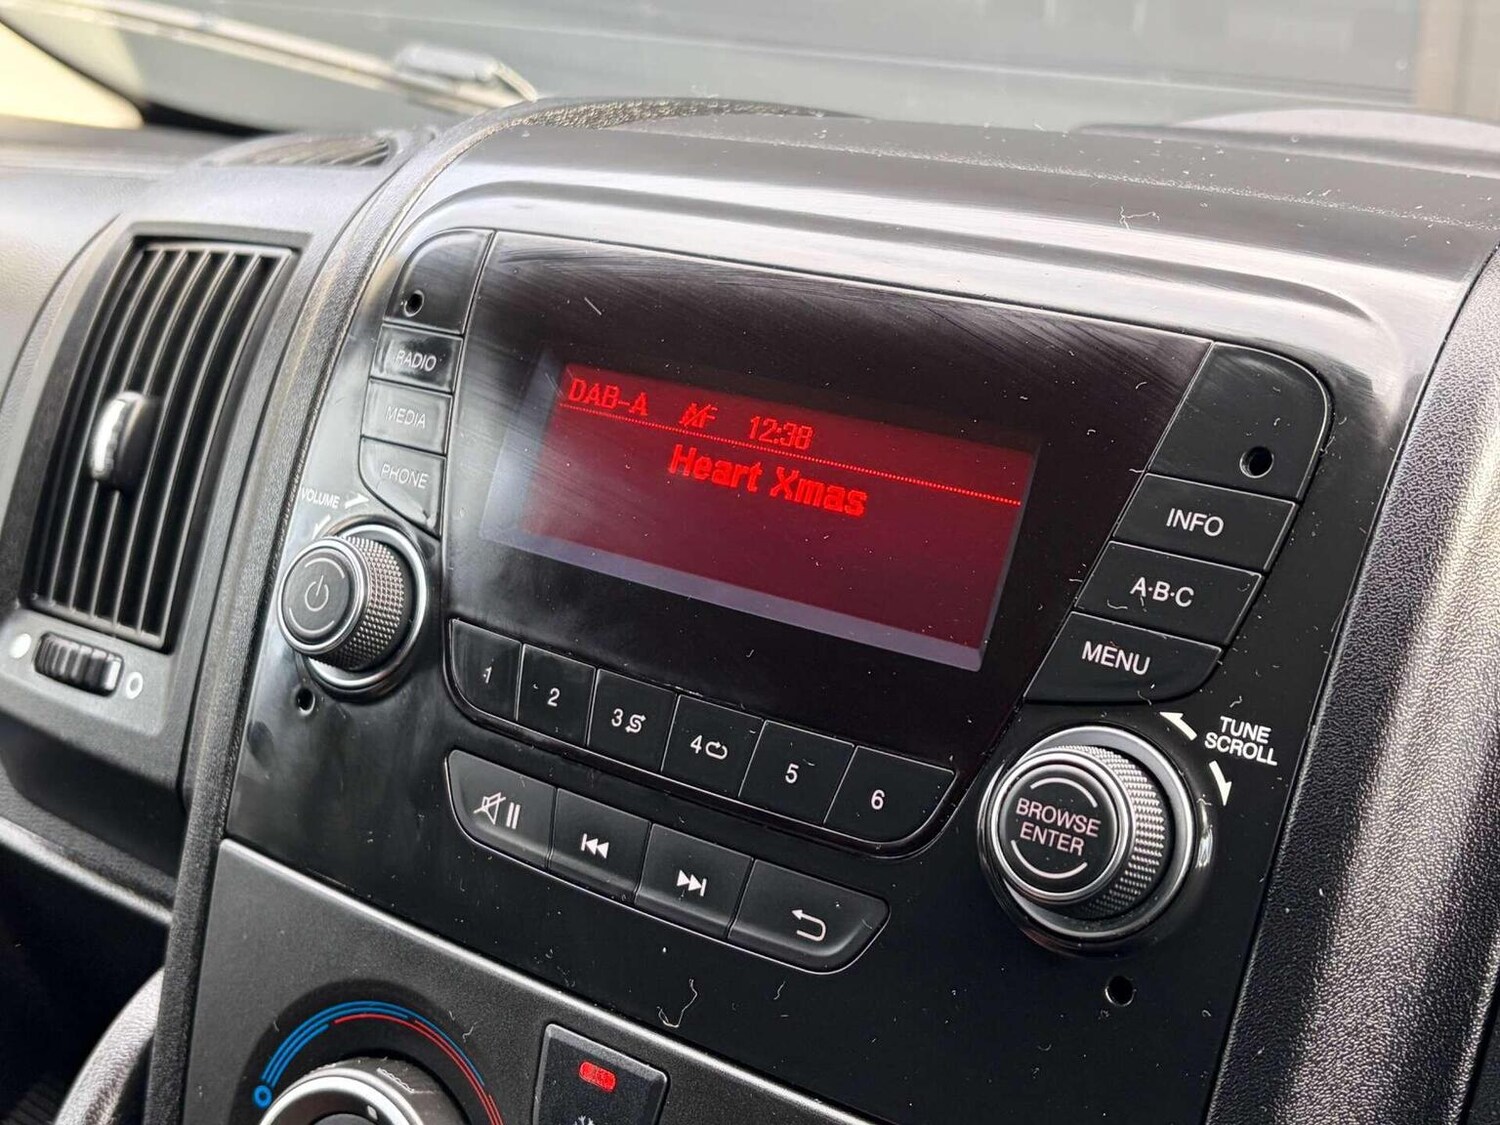 DAB-A AF 12:38
Heart Xmas
RADIO
MEDIA
PHONE
VOLUME
INFO
A·B·C
MENU
TUNE
SCROLL
BROWSE
ENTER
1
2
3
4
5
6